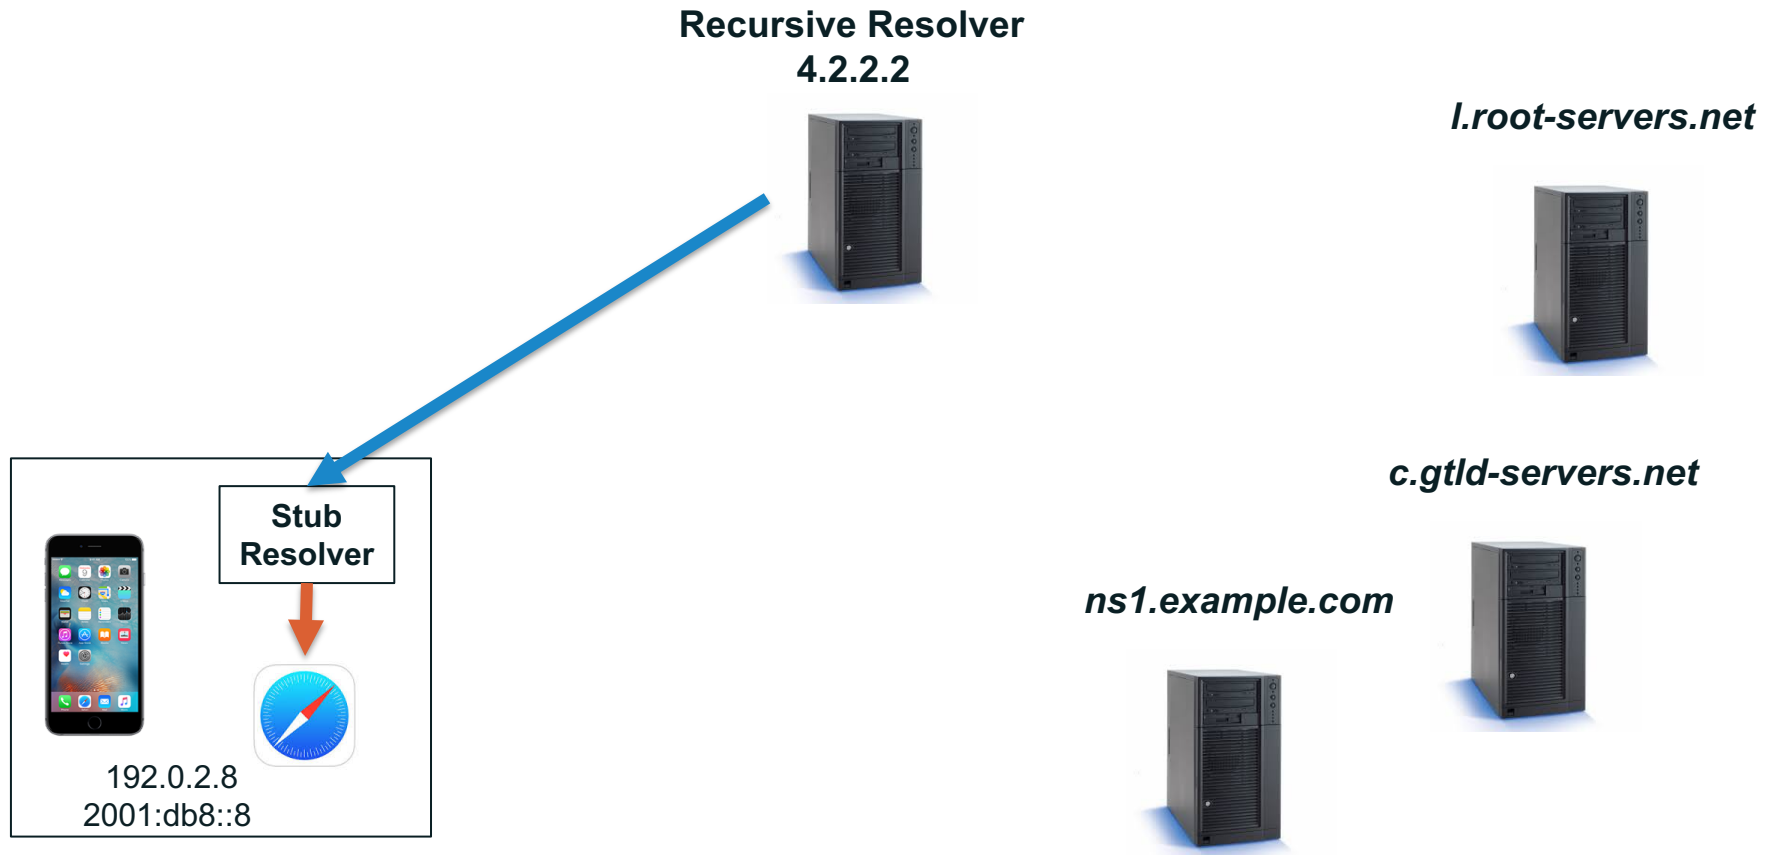 Recursive Resolver
4.2.2.2
l.root-servers.net
c.gtld-servers.net
Stub
Resolver
ns1.example.com
192.0.2.8
2001:db8::8